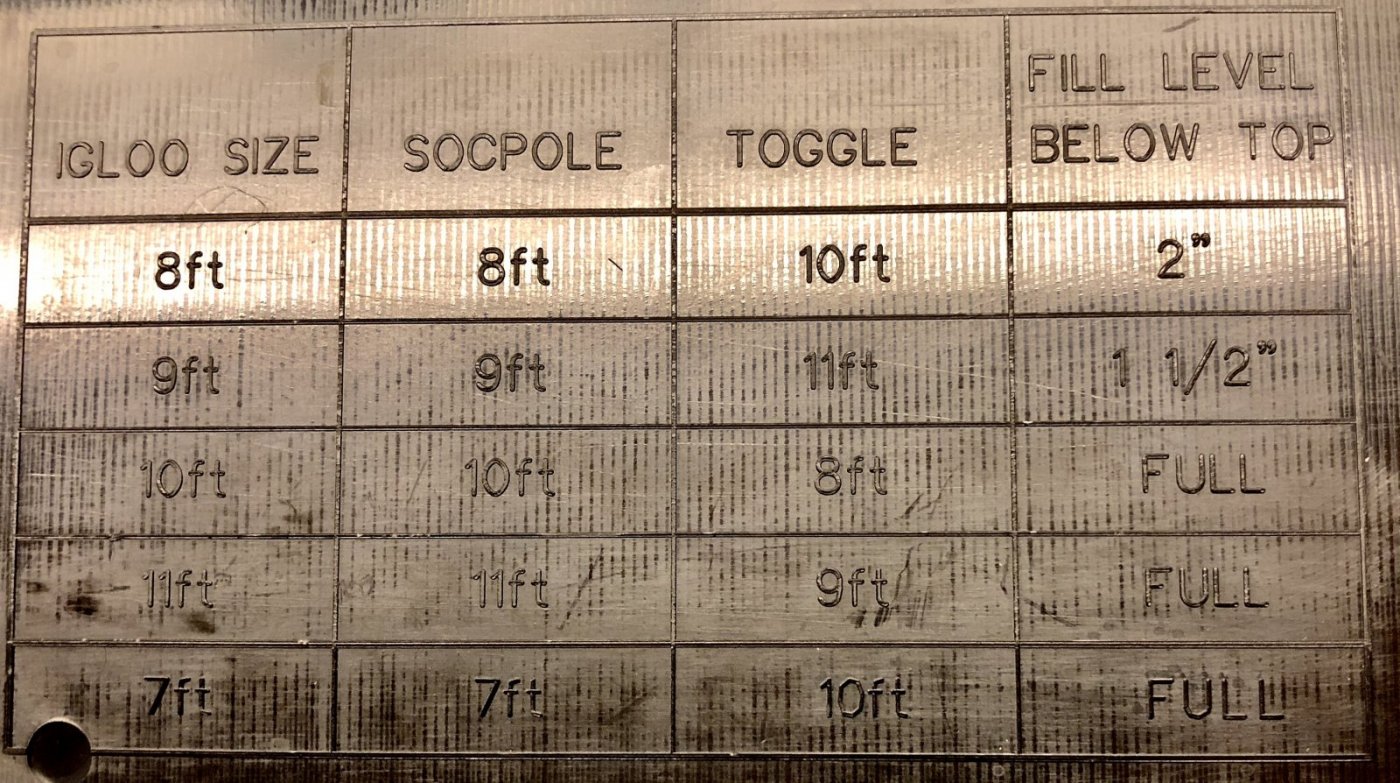 IGLOO SIZE SOCPOLE TOGGLE FILL LEVEL BELOW TOP
8ft 8ft 10ft 2”
9ft 9ft 11ft 1 1/2”
10ft 10ft 8ft FULL
11ft 11ft 9ft FULL
7ft 7ft 10ft FULL